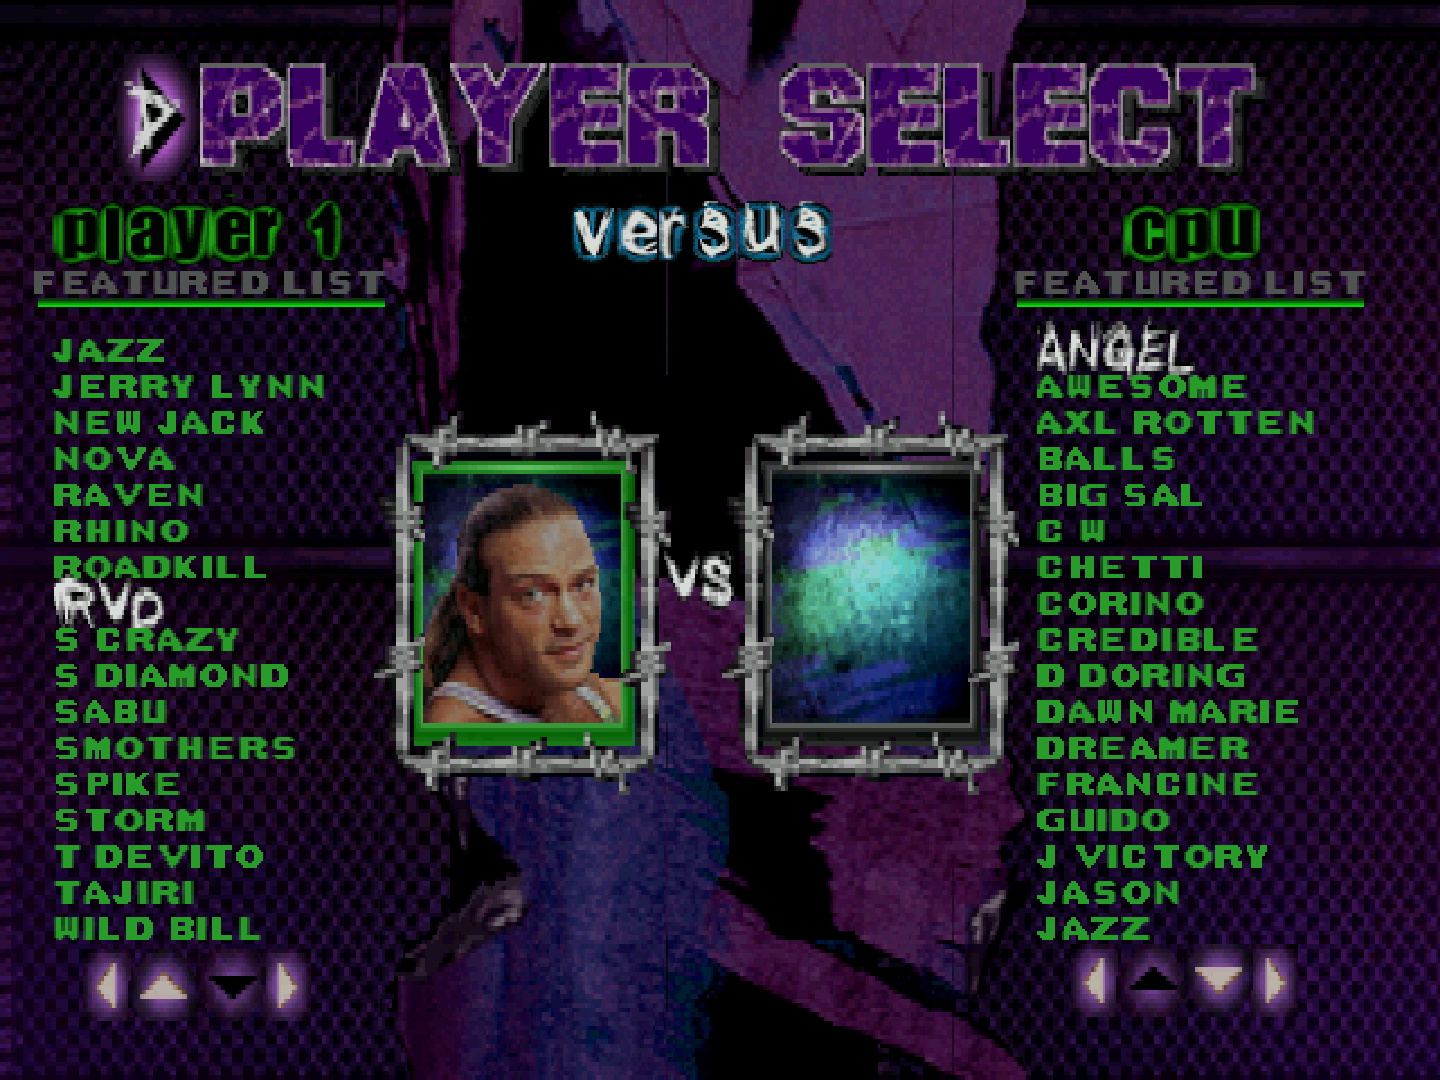 PLAYER SELECT
player 1
versus
cpu
FEATURED LIST
FEATURED LIST
JAZZ
JERRY LYNN
NEW JACK
NOVA
RAVEN
RHINO
ROADKILL
RVD
S CRAZY
S DIAMOND
SABU
SMOTHERS
SPIKE
STORM
T DEVITO
TAJIRI
WILD BILL
VS
ANGEL
AWESOME
AXL ROTTEN
BALLS
BIG SAL
C W
CHETTI
CORINO
CREDIBLE
D DORING
DAWN MARIE
DREAMER
FRANCINE
GUIDO
J VICTORY
JASON
JAZZ